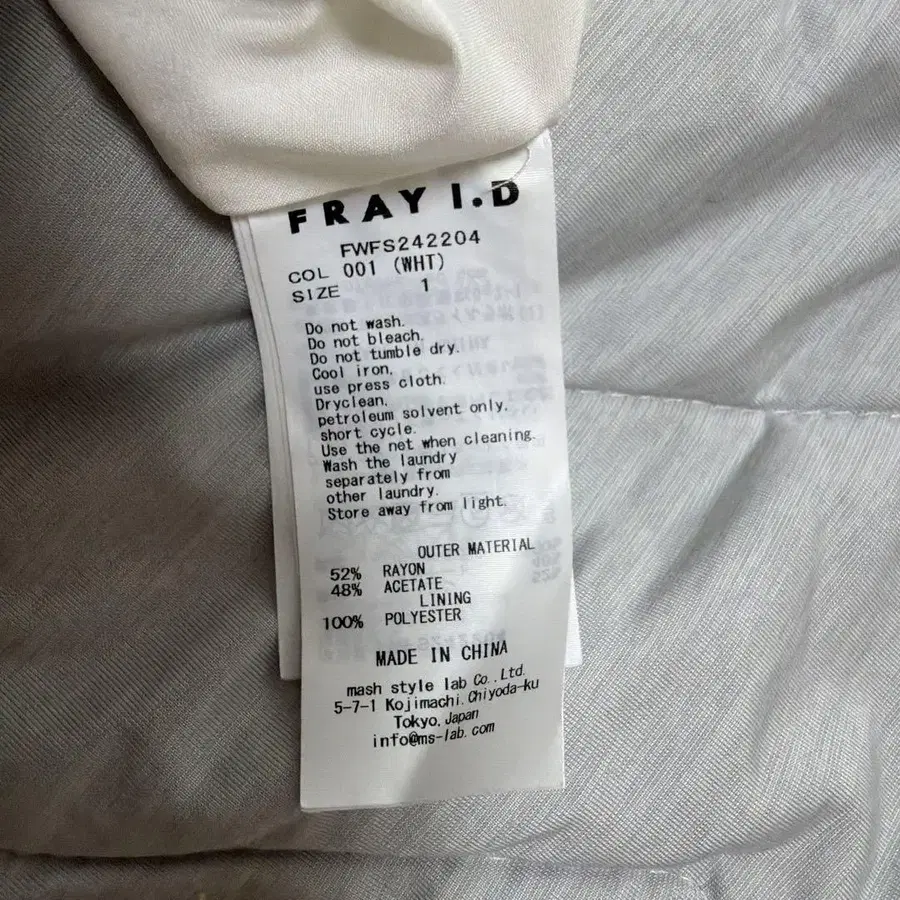 FRAY I.D
FWFS242204
COL 001 (WHT)
SIZE 1
Do not wash.
Do not bleach.
Do not tumble dry.
Cool iron,
use press cloth.
Dryclean,
petroleum solvent only.
short cycle.
Use the net when cleaning.
Wash the laundry
separately from
other laundry.
Store away from light.
OUTER MATERIAL
52% RAYON
48% ACETATE
LINING
100% POLYESTER
MADE IN CHINA
mash style lab Co.,Ltd.
5-7-1 Kojimachi,Chiyoda-ku
Tokyo,Japan
info@ms-lab.com